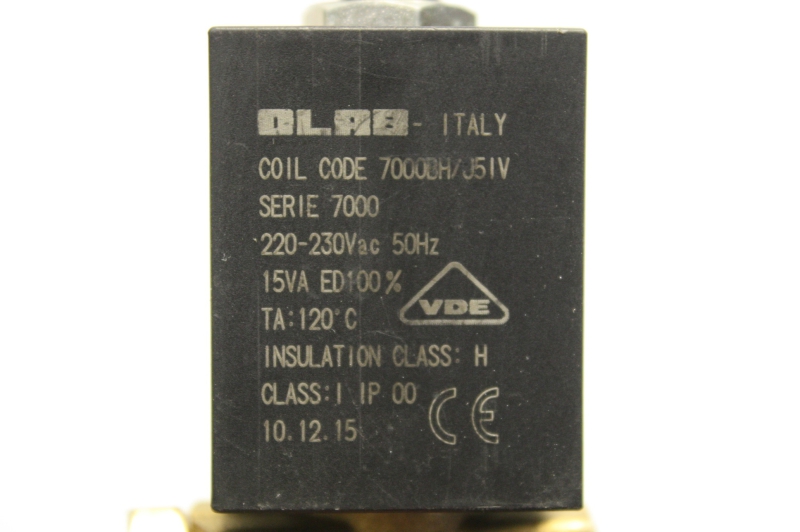 OLAB - ITALY
COIL CODE 7000BH/J5IV
SERIE 7000
220-230Vac 50Hz
15VA ED100%
TA:120°C
VDE
INSULATION CLASS: H
CLASS:I IP 00
10.12.15
CE